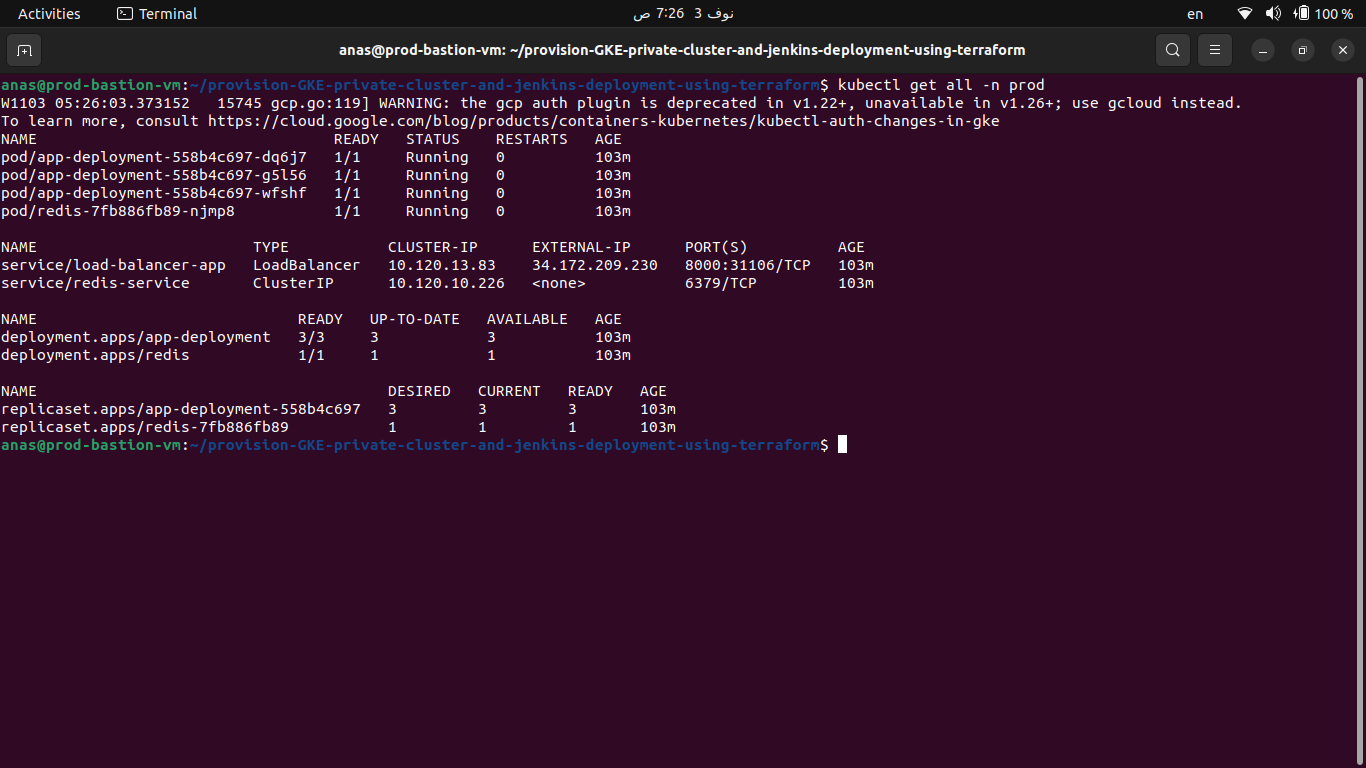 Activities Terminal نوف 3 7:26 ص en 100 %
anas@prod-bastion-vm: ~/provision-GKE-private-cluster-and-jenkins-deployment-using-terraform
anas@prod-bastion-vm:~/provision-GKE-private-cluster-and-jenkins-deployment-using-terraform$ kubectl get all -n prod
W1103 05:26:03.373152   15745 gcp.go:119] WARNING: the gcp auth plugin is deprecated in v1.22+, unavailable in v1.26+; use gcloud instead.
To learn more, consult https://cloud.google.com/blog/products/containers-kubernetes/kubectl-auth-changes-in-gke
NAME                                 READY   STATUS    RESTARTS   AGE
pod/app-deployment-558b4c697-dq6j7   1/1     Running   0          103m
pod/app-deployment-558b4c697-g5l56   1/1     Running   0          103m
pod/app-deployment-558b4c697-wfshf   1/1     Running   0          103m
pod/redis-7fb886fb89-njmp8           1/1     Running   0          103m
NAME                        TYPE           CLUSTER-IP      EXTERNAL-IP      PORT(S)          AGE
service/load-balancer-app   LoadBalancer   10.120.13.83    34.172.209.230   8000:31106/TCP   103m
service/redis-service       ClusterIP      10.120.10.226   <none>           6379/TCP         103m
NAME                             READY   UP-TO-DATE   AVAILABLE   AGE
deployment.apps/app-deployment   3/3     3            3           103m
deployment.apps/redis            1/1     1            1           103m
NAME                                       DESIRED   CURRENT   READY   AGE
replicaset.apps/app-deployment-558b4c697   3         3         3       103m
replicaset.apps/redis-7fb886fb89           1         1         1       103m
anas@prod-bastion-vm:~/provision-GKE-private-cluster-and-jenkins-deployment-using-terraform$